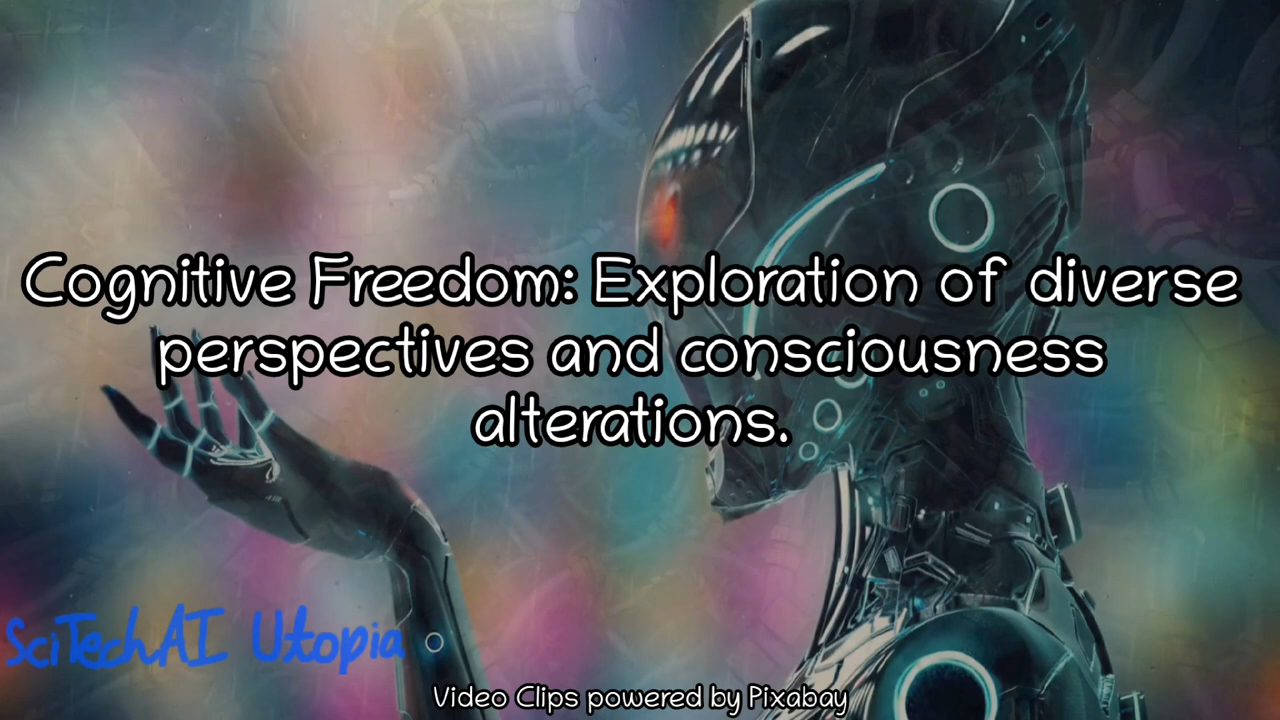 Cognitive Freedom: Exploration of diverse
perspectives and consciousness
alterations.
SciTechAI Utopia
Video Clips powered by Pixabay